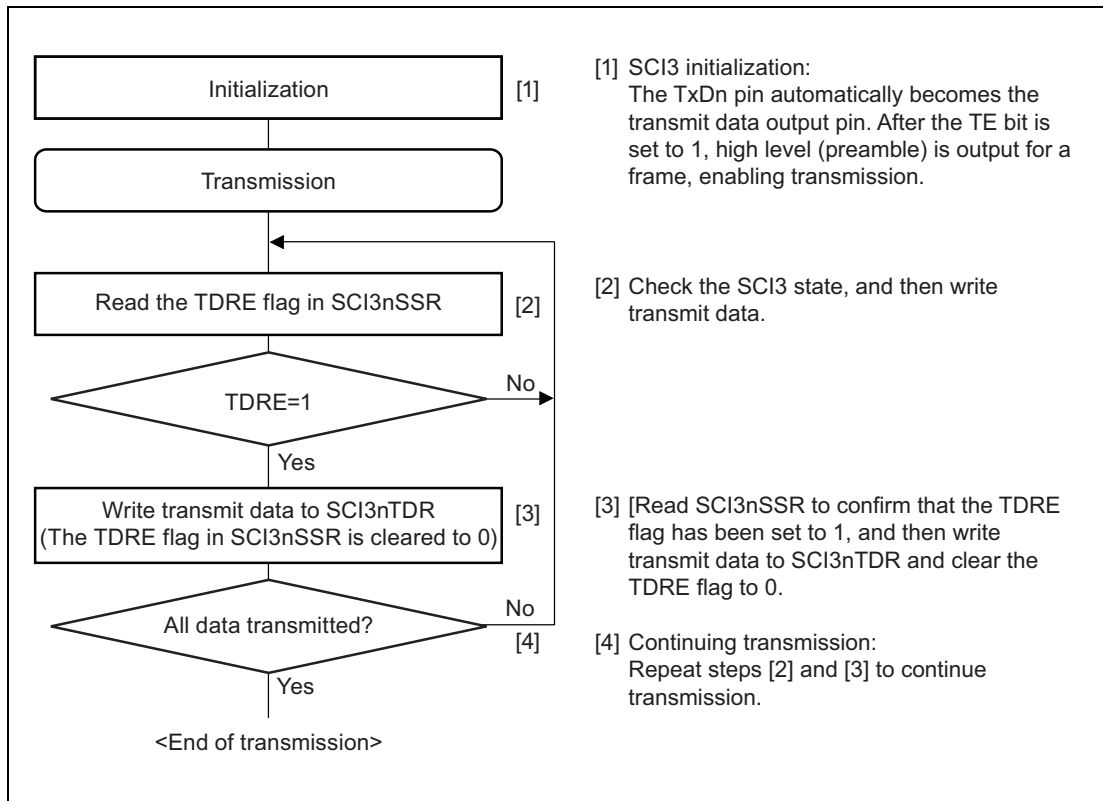 Initialization
[1]
[1] SCI3 initialization:
The TxDn pin automatically becomes the
transmit data output pin. After the TE bit is
set to 1, high level (preamble) is output for a
frame, enabling transmission.
Transmission
Read the TDRE flag in SCI3nSSR
[2]
[2] Check the SCI3 state, and then write
transmit data.
TDRE=1
No
Yes
Write transmit data to SCI3nTDR
(The TDRE flag in SCI3nSSR is cleared to 0)
[3]
[3] [Read SCI3nSSR to confirm that the TDRE
flag has been set to 1, and then write
transmit data to SCI3nTDR and clear the
TDRE flag to 0.
All data transmitted?
No
[4]
[4] Continuing transmission:
Repeat steps [2] and [3] to continue
transmission.
Yes
<End of transmission>